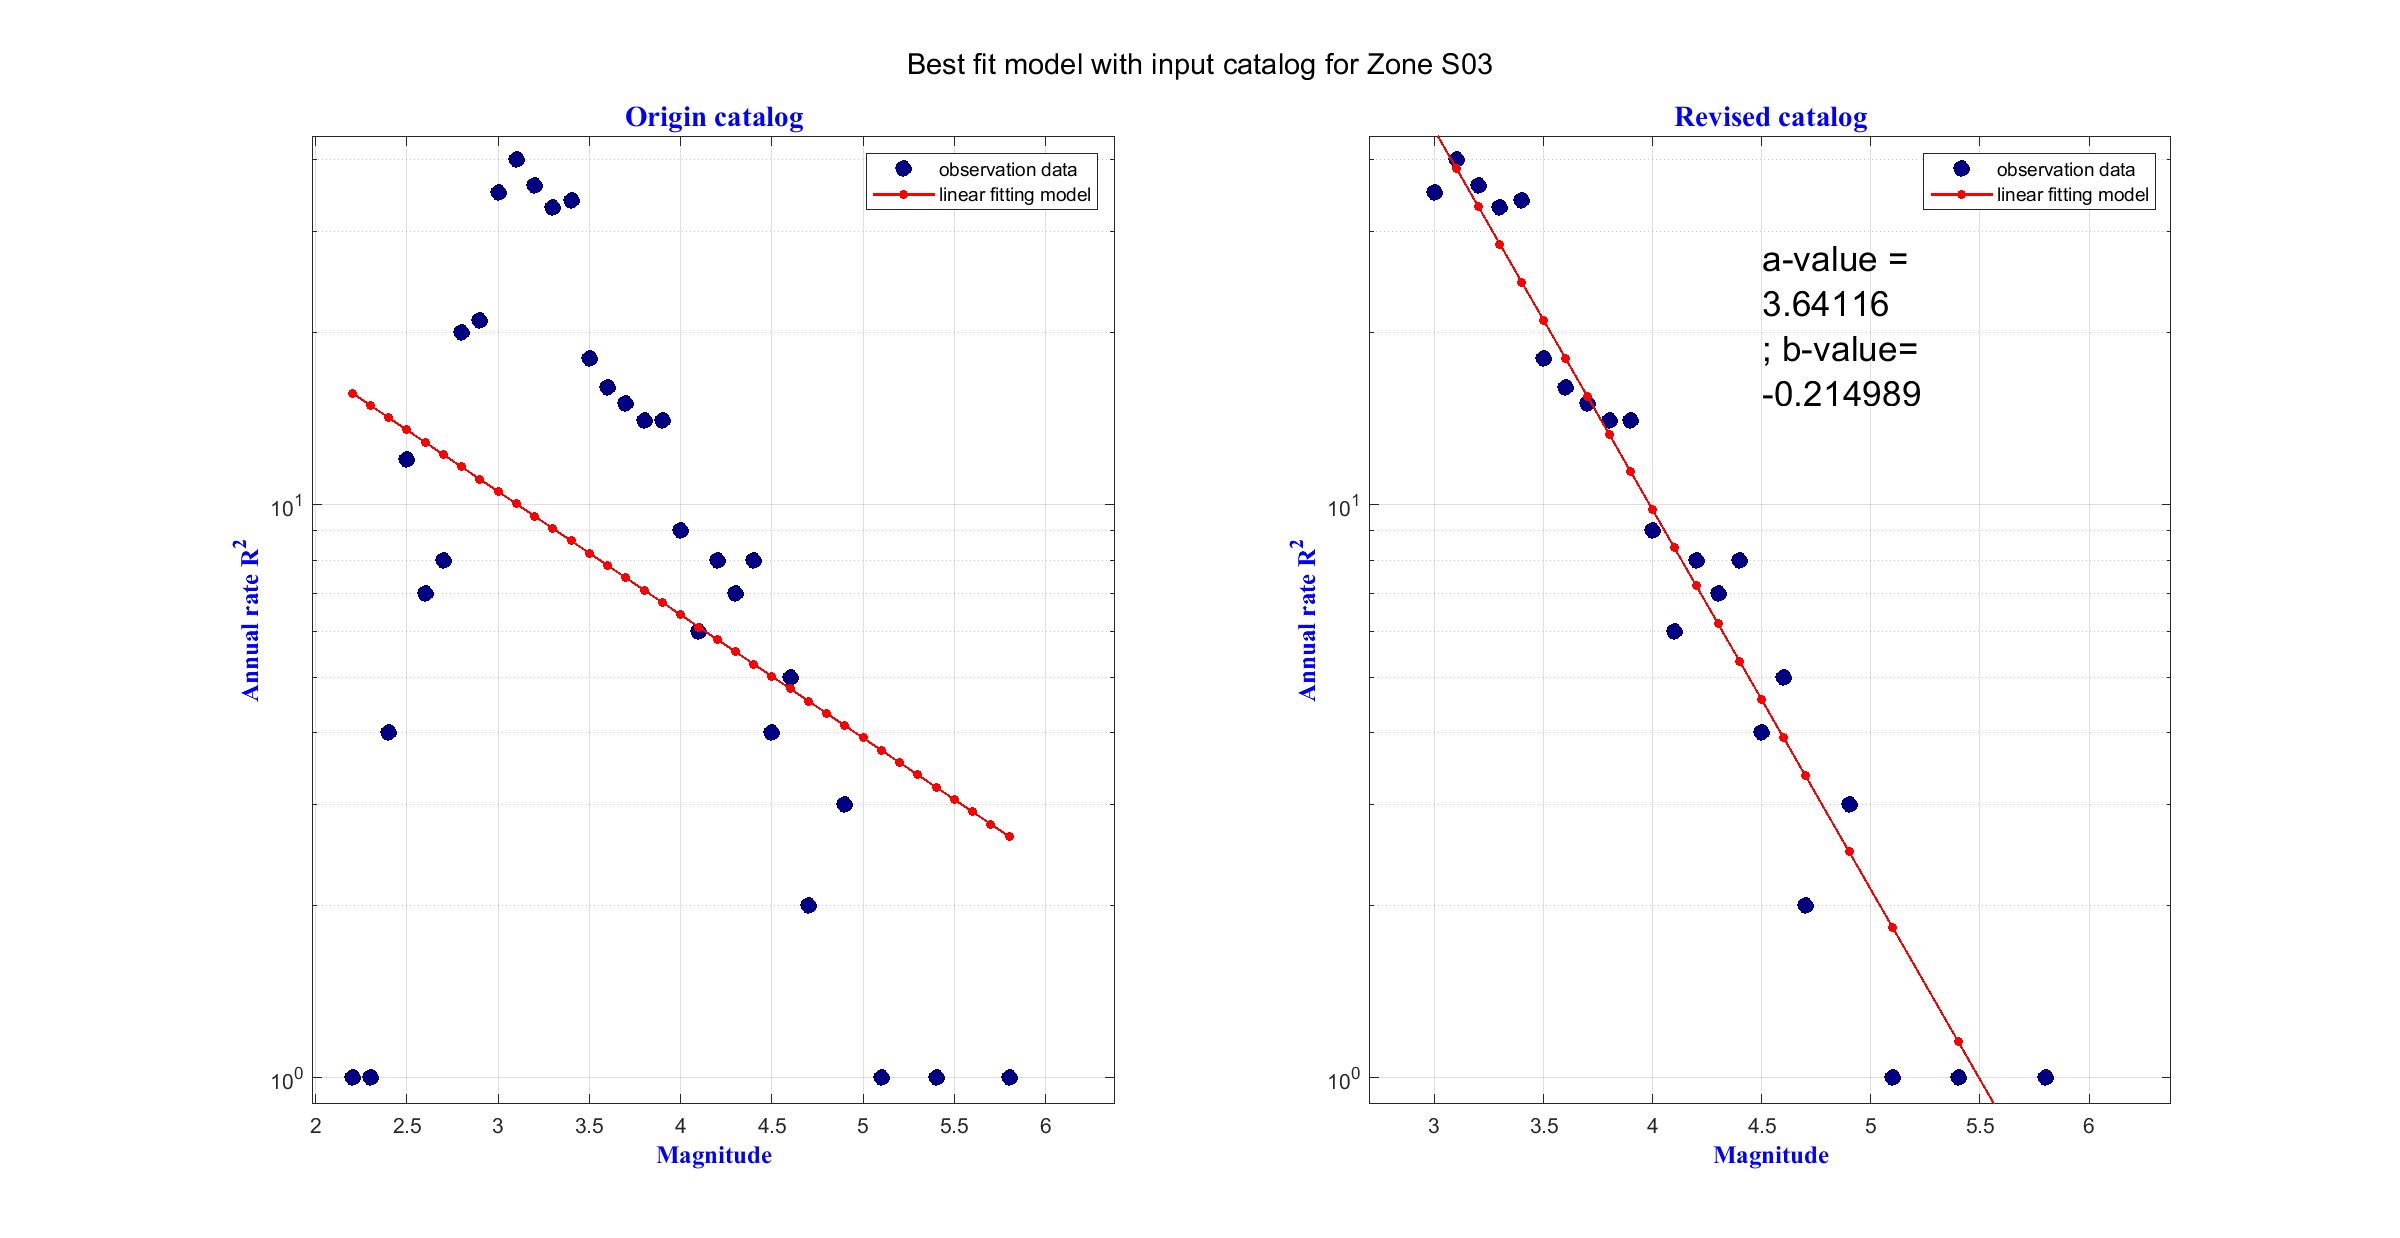 Best fit model with input catalog for Zone S03
Origin catalog
observation data
linear fitting model
Annual rate R²
10¹
10⁰
2 2.5 3 3.5 4 4.5 5 5.5 6
Magnitude
Revised catalog
observation data
linear fitting model
a-value =
3.64116
; b-value=
-0.214989
Annual rate R²
10¹
10⁰
3 3.5 4 4.5 5 5.5 6
Magnitude